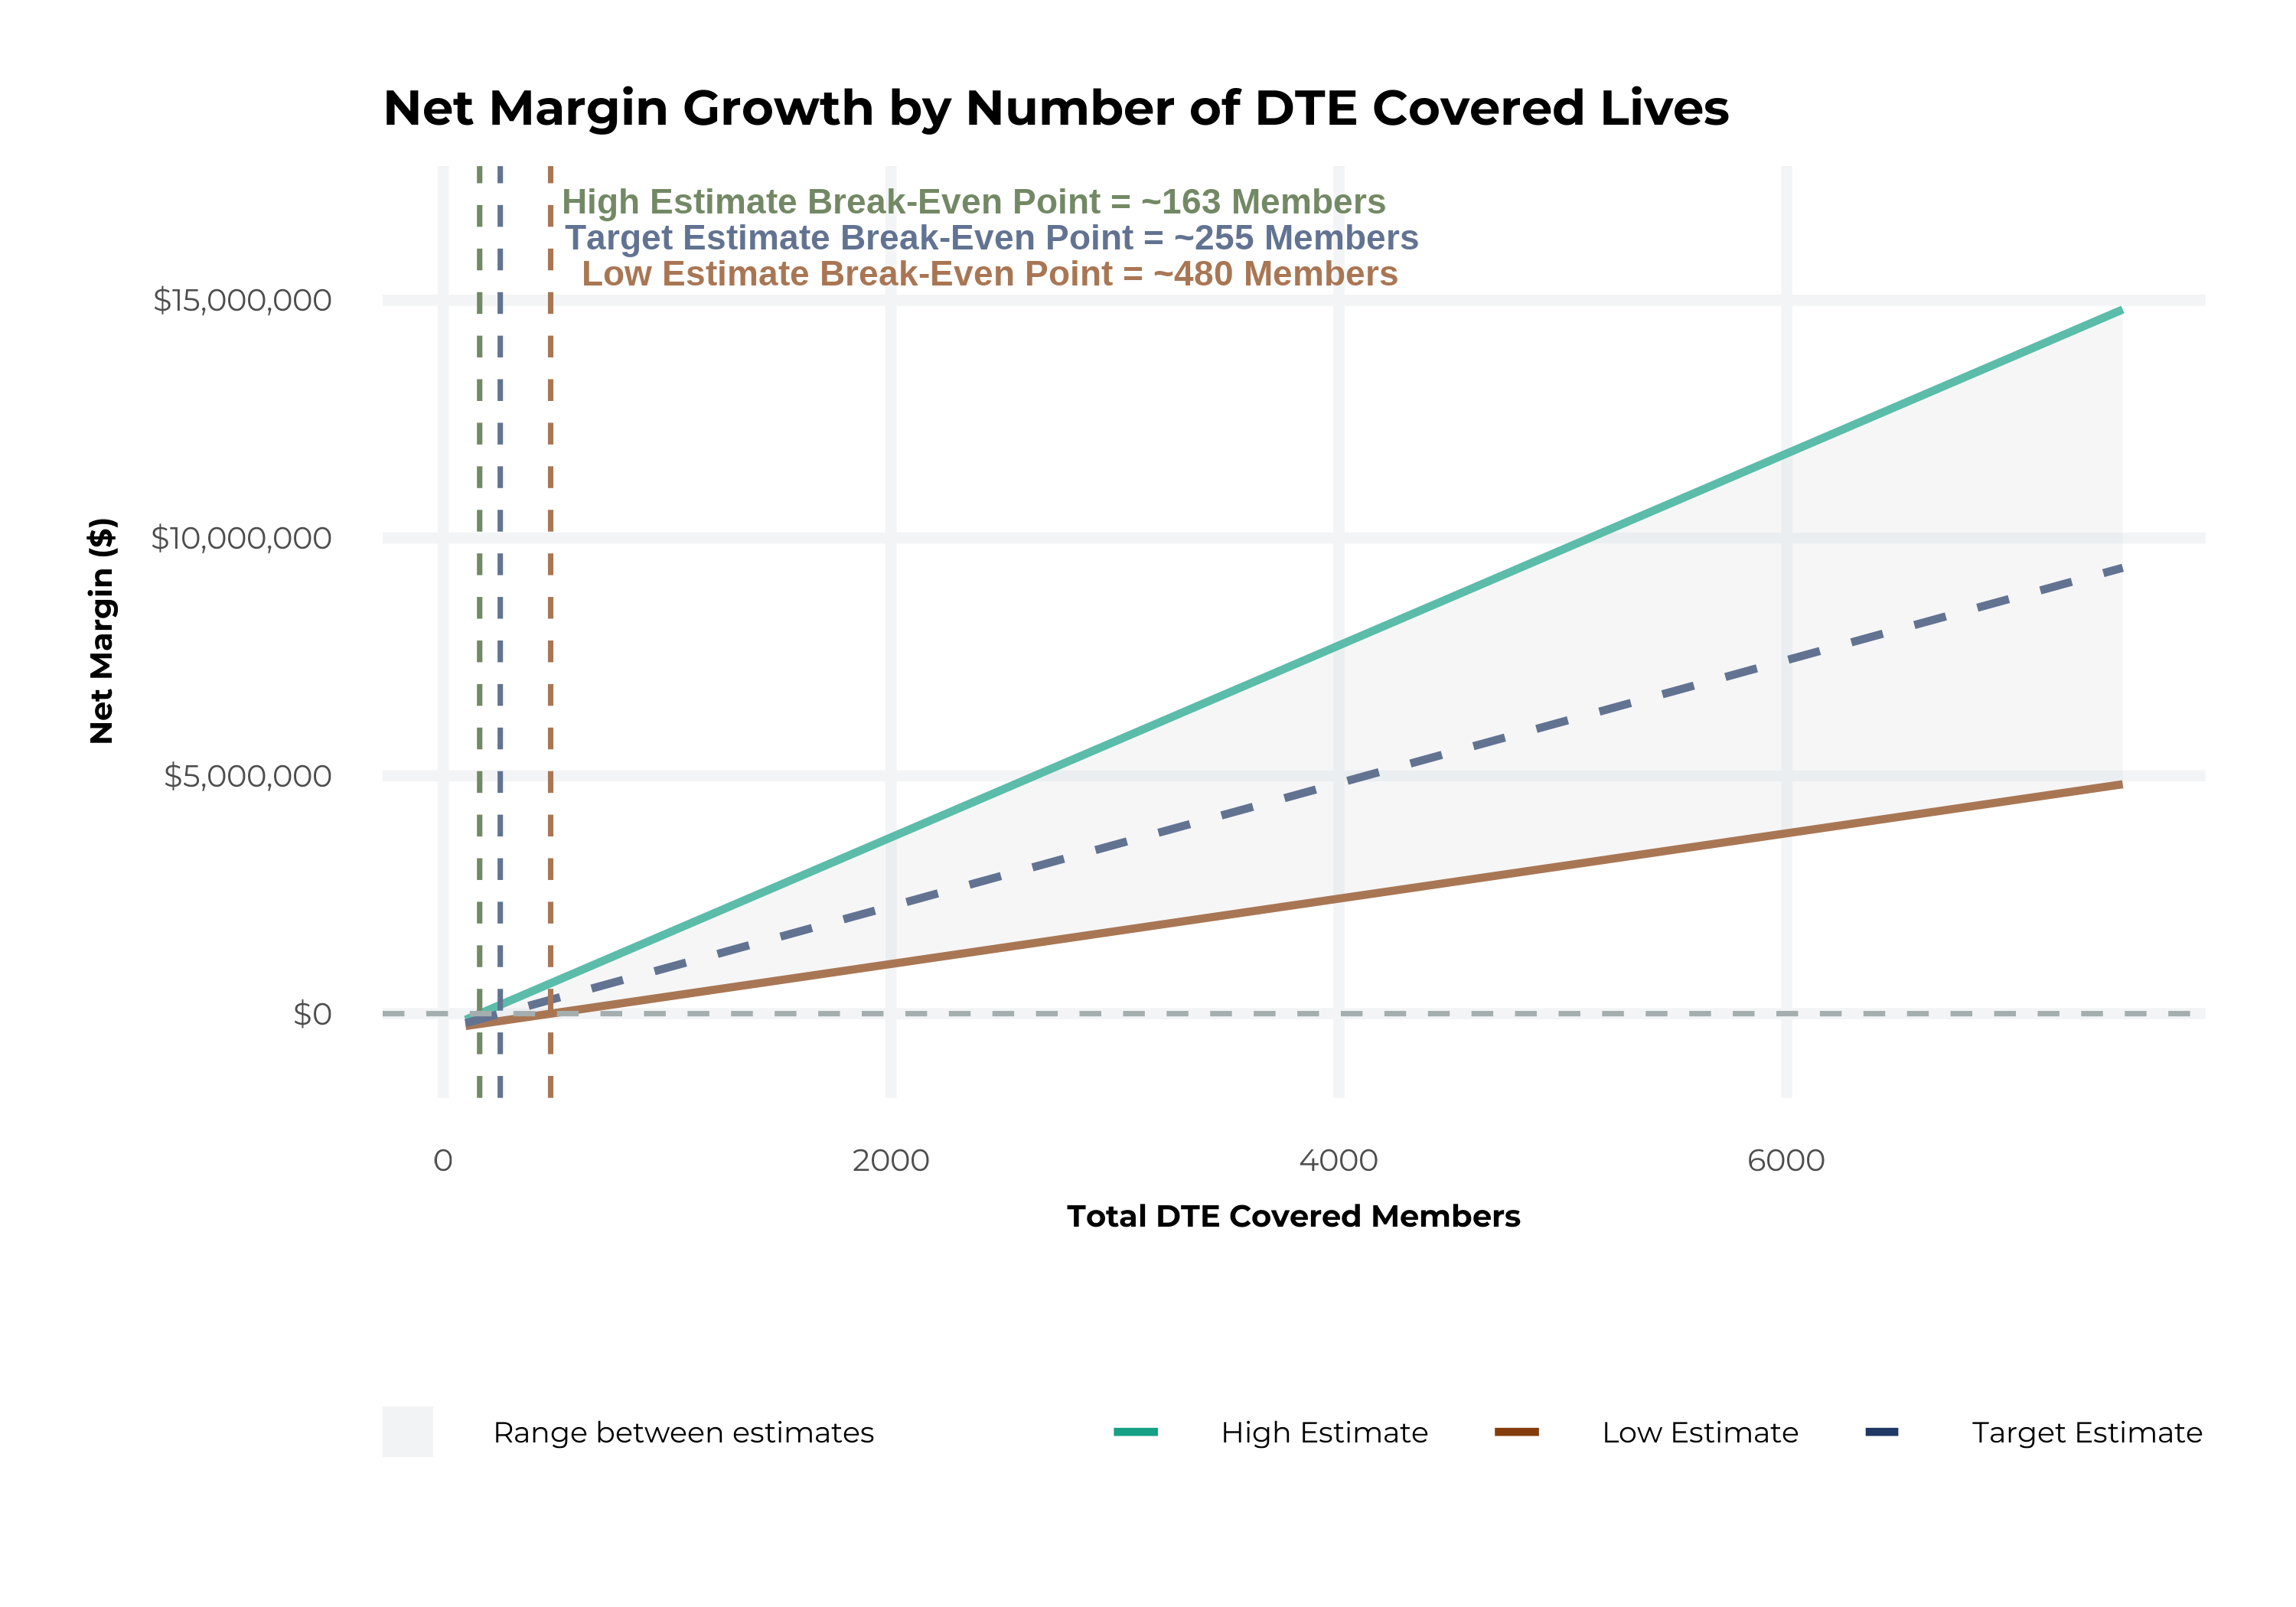 Net Margin Growth by Number of DTE Covered Lives
High Estimate Break-Even Point = ~163 Members
Target Estimate Break-Even Point = ~255 Members
Low Estimate Break-Even Point = ~480 Members
$15,000,000
$10,000,000
$5,000,000
$0
Net Margin ($)
0 2000 4000 6000
Total DTE Covered Members
Range between estimates High Estimate Low Estimate Target Estimate